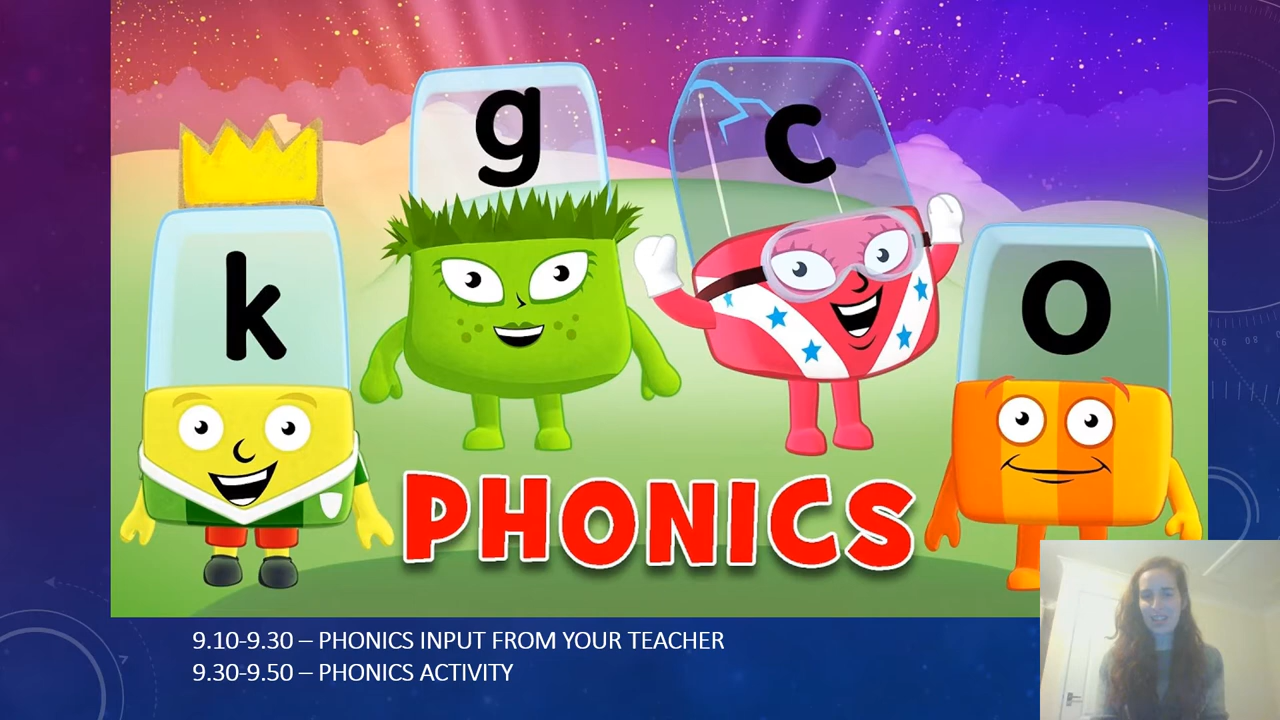 g
c
k
o
PHONICS
9.10-9.30 – PHONICS INPUT FROM YOUR TEACHER
9.30-9.50 – PHONICS ACTIVITY